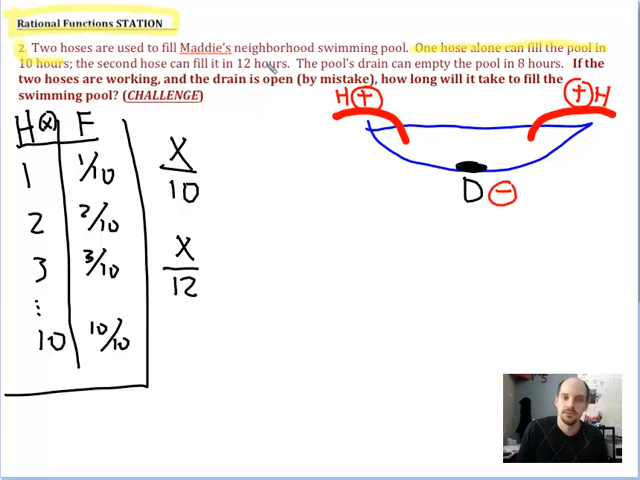 Rational Functions STATION
2. Two hoses are used to fill Maddie's neighborhood swimming pool. One hose alone can fill the pool in
10 hours; the second hose can fill it in 12 hours. The pool's drain can empty the pool in 8 hours. If the
two hoses are working, and the drain is open (by mistake), how long will it take to fill the
swimming pool? (CHALLENGE)
H + + H
H(x) F
1 1/10
2 2/10
3 3/10
⋮
10 10/10
X/10
X/12
D −